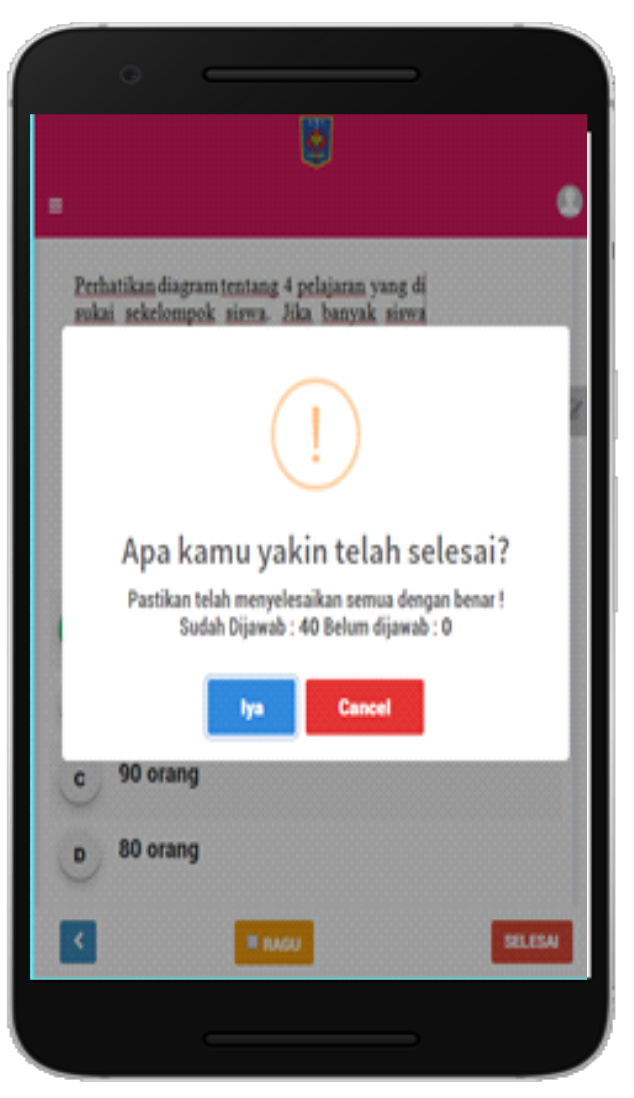 Perhatikan diagram tentang 4 pelajaran yang di
sukai sekelompok siswa. Jika banyak siswa
!
Apa kamu yakin telah selesai?
Pastikan telah menyelesaikan semua dengan benar !
Sudah Dijawab : 40 Belum dijawab : 0
Iya
Cancel
C 90 orang
D 80 orang
RAGU
SELESAI